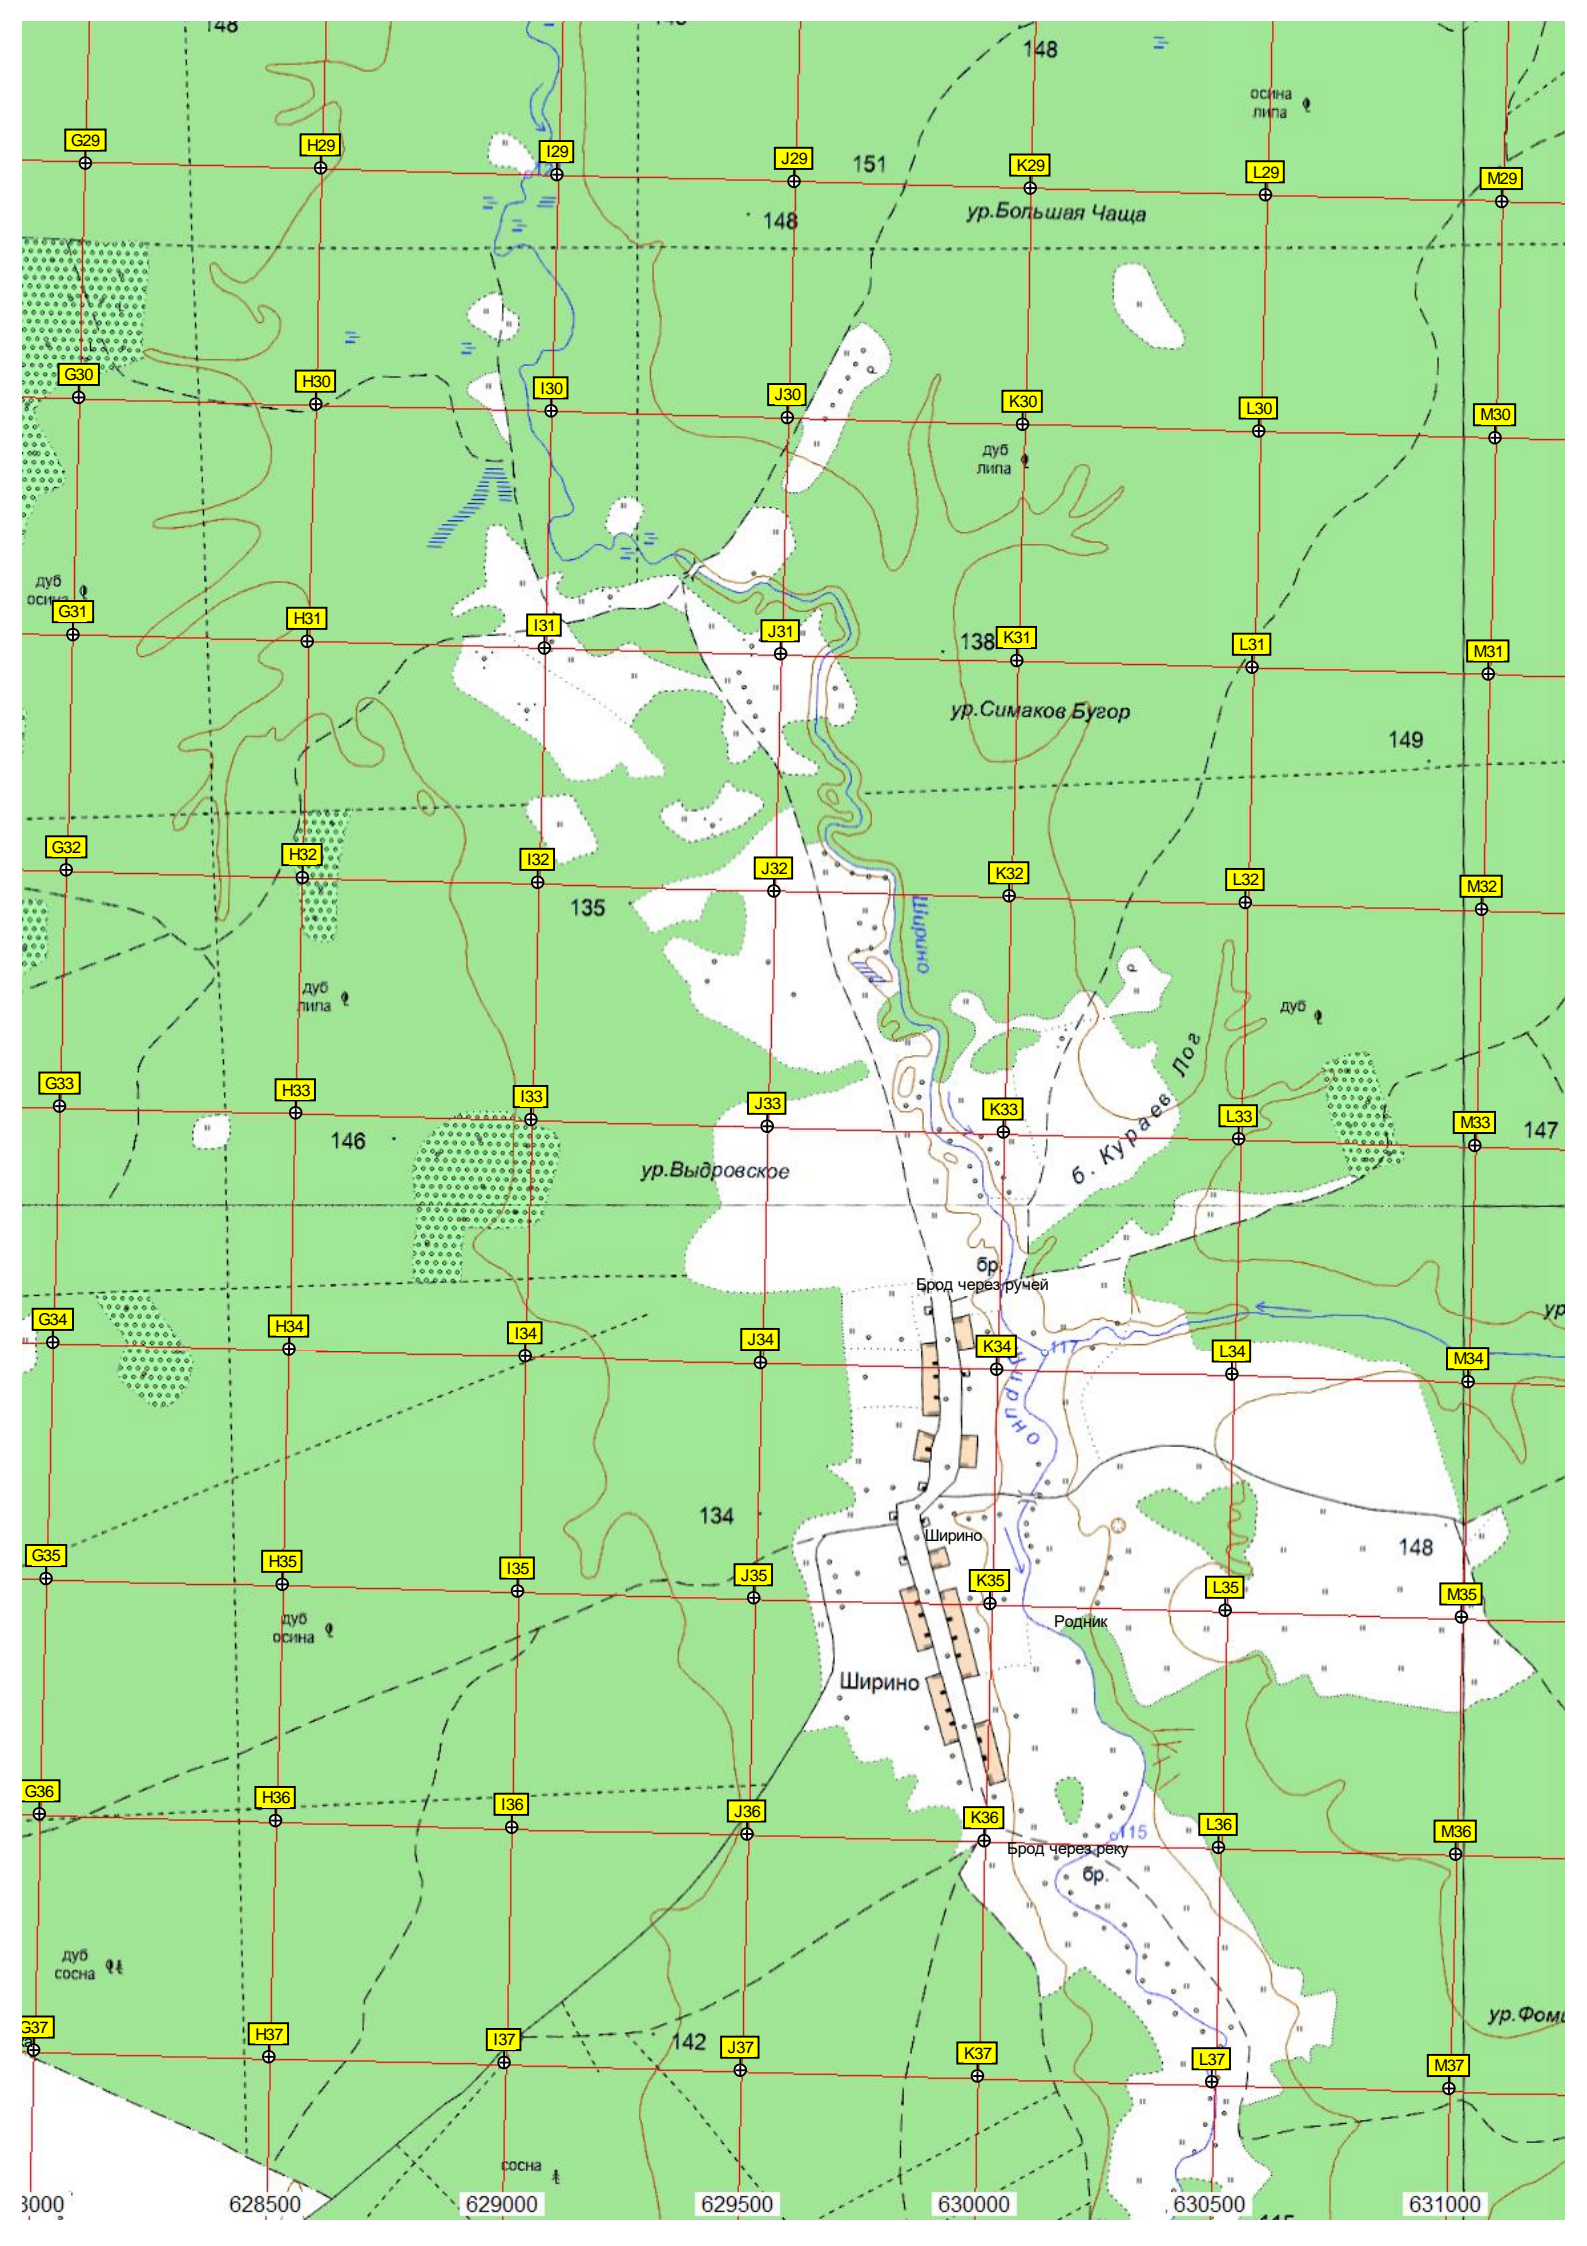 148
148
осина
липа
G29
H29
I29
J29
151
K29
L29
M29
148
ур.Большая Чаща
G30
H30
I30
J30
K30
L30
M30
дуб
липа
дуб
G31
H31
I31
J31
138
K31
L31
M31
ур.Симаков Бугор
149
G32
H32
I32
J32
K32
L32
M32
135
Ширино
дуб
липа
дуб
Лог
G33
H33
I33
J33
K33
L33
M33
147
146
б. Кураев
ур.Выдровское
бр.
Брод через ручей
G34
H34
I34
J34
K34
117
L34
M34
ур
Ширино
134
148
Ширино
G35
H35
I35
J35
K35
L35
M35
дуб
осина
Родник
Ширино
G36
H36
I36
J36
K36
115
L36
M36
Брод через реку
бр.
дуб
сосна
ур.Фоми
G37
H37
I37
142
J37
K37
L37
M37
сосна
3000
628500
629000
629500
630000
630500
631000